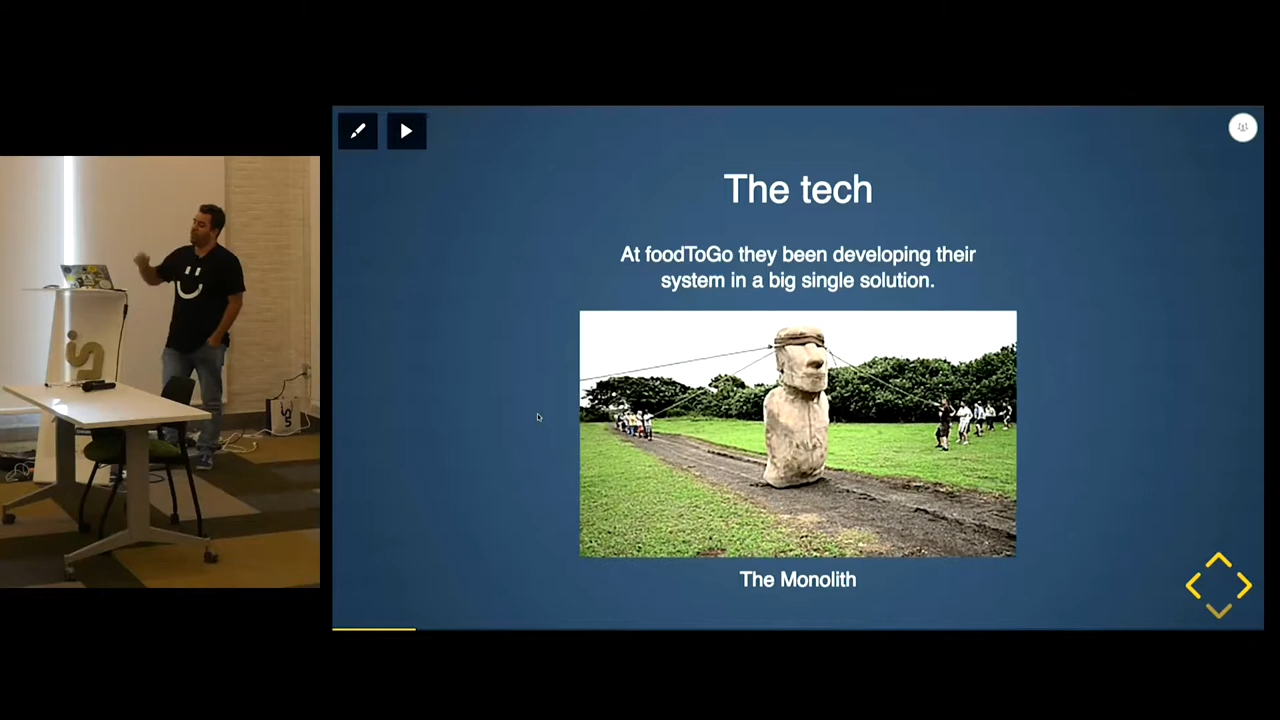 The tech
At foodToGo they been developing their
system in a big single solution.
The Monolith